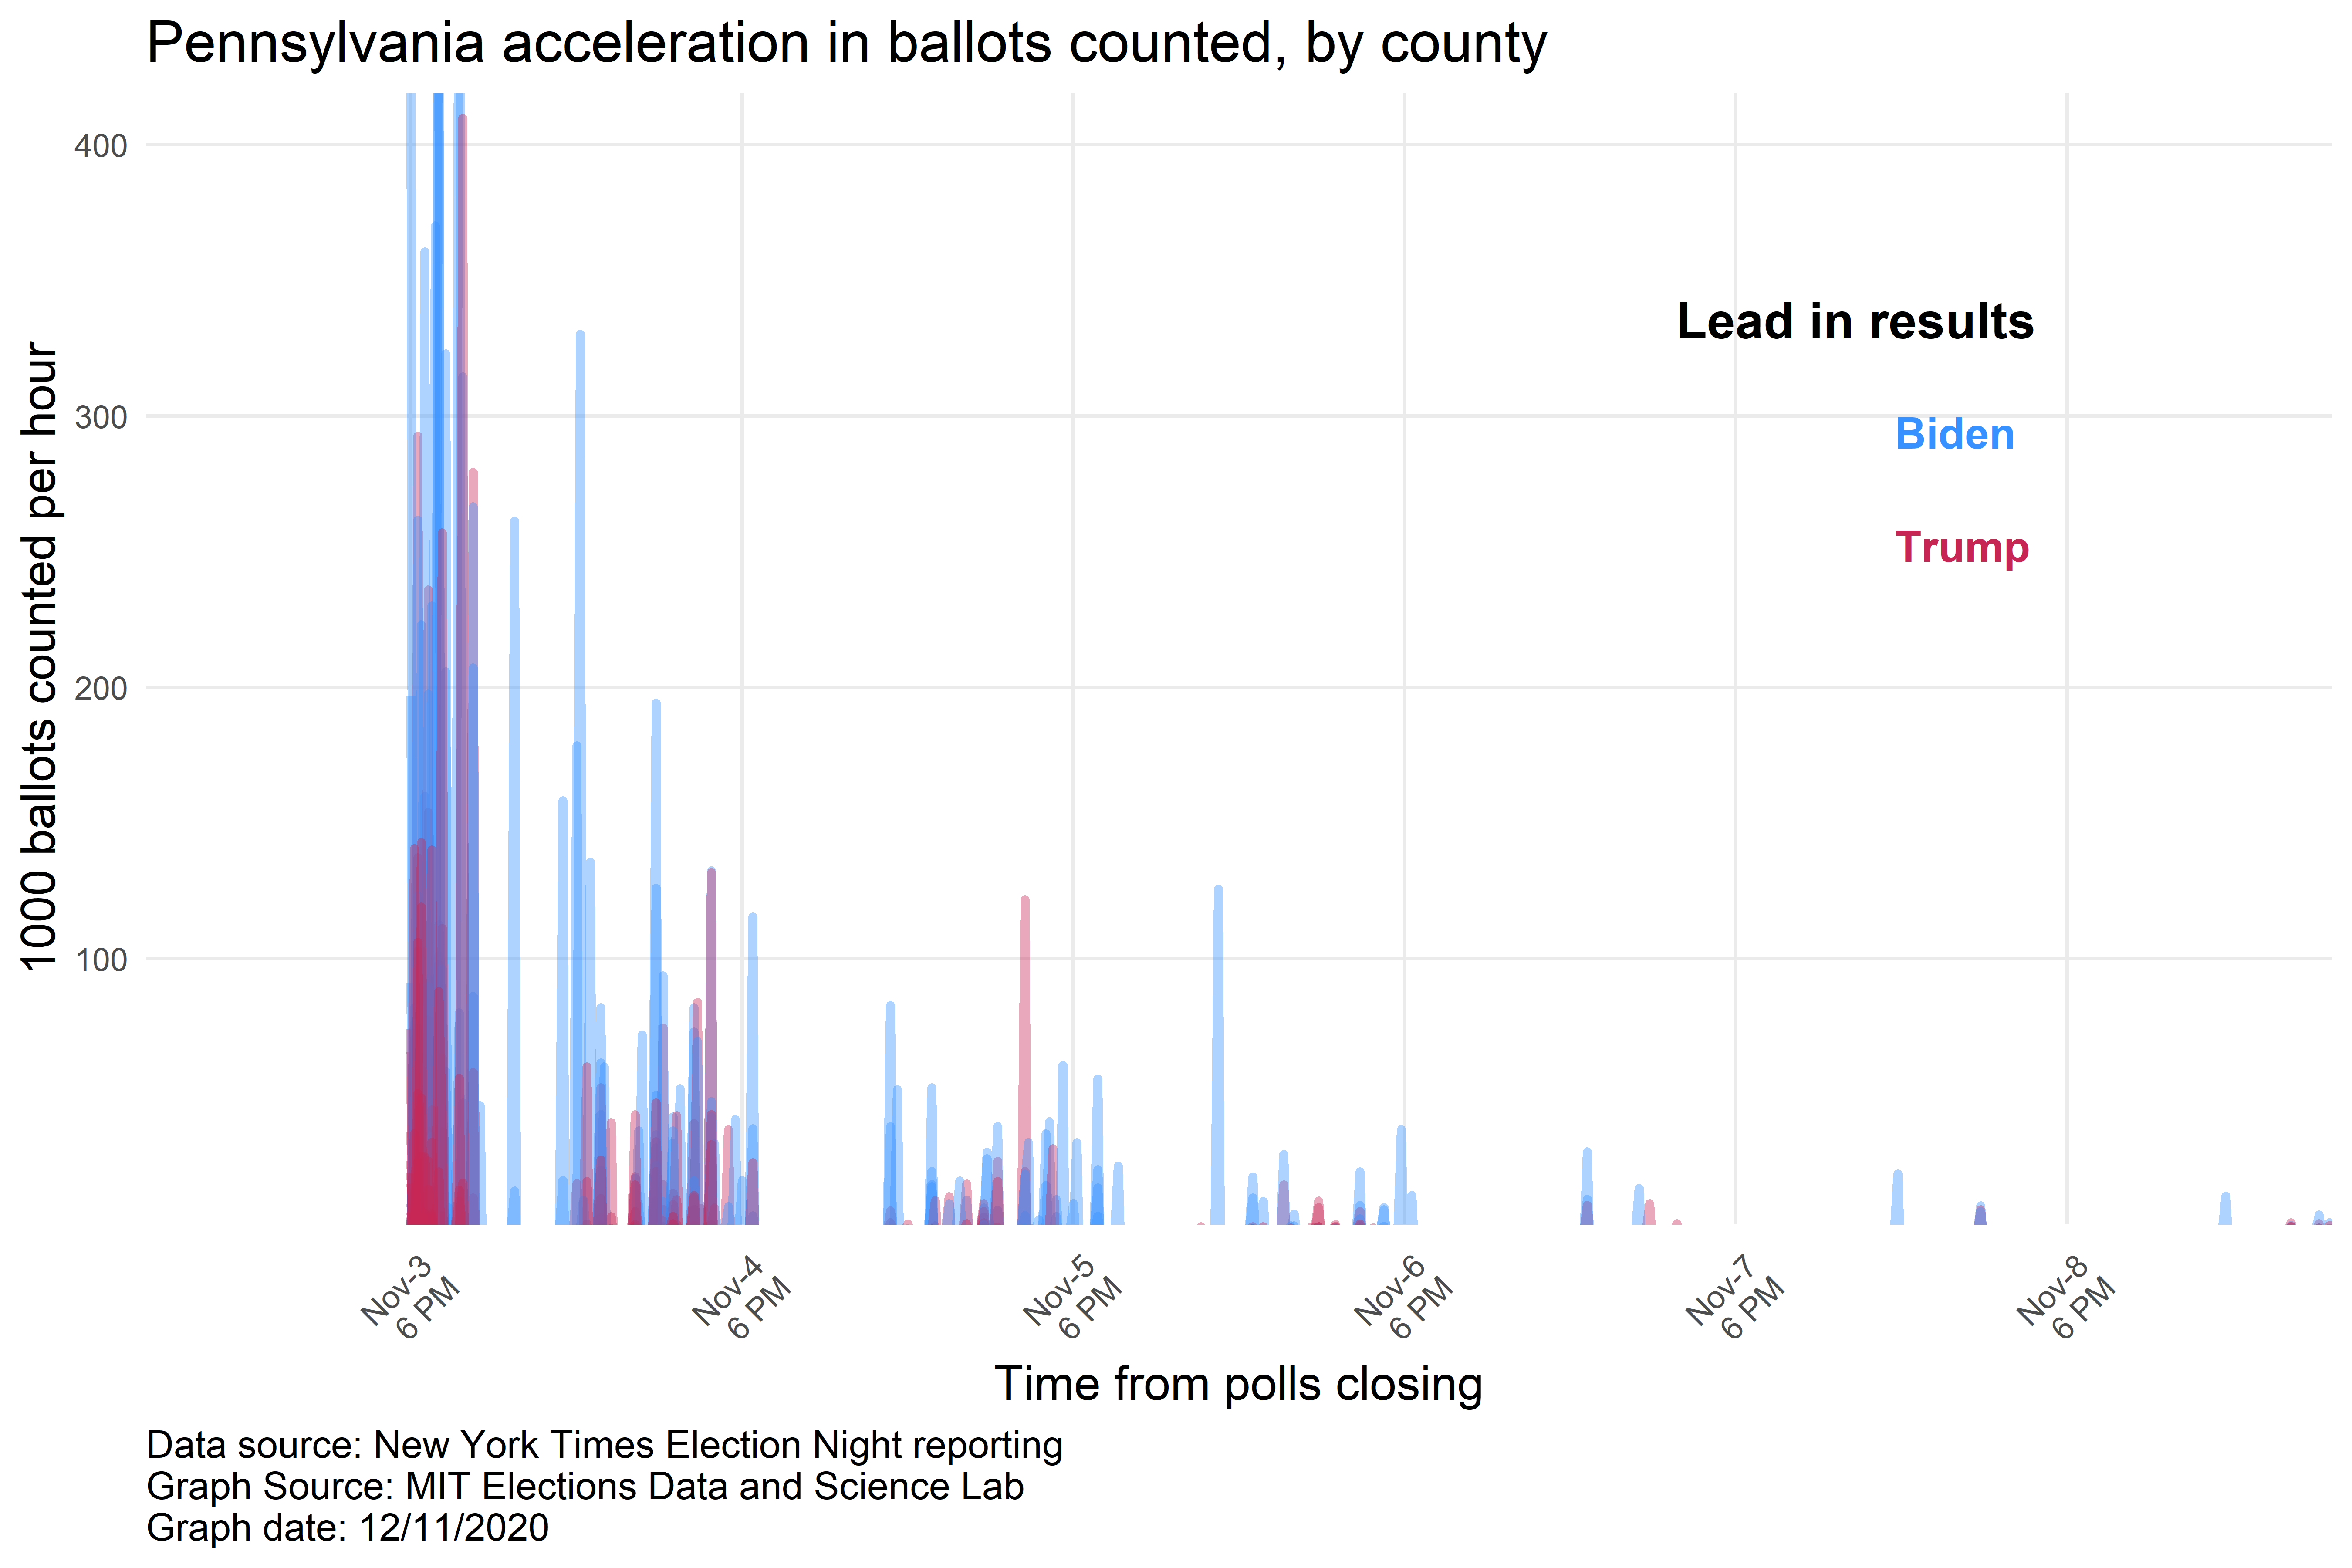 Pennsylvania acceleration in ballots counted, by county
1000 ballots counted per hour
400
300
200
100
Lead in results
Biden
Trump
Nov-3
6 PM
Nov-4
6 PM
Nov-5
6 PM
Nov-6
6 PM
Nov-7
6 PM
Nov-8
6 PM
Time from polls closing
Data source: New York Times Election Night reporting
Graph Source: MIT Elections Data and Science Lab
Graph date: 12/11/2020